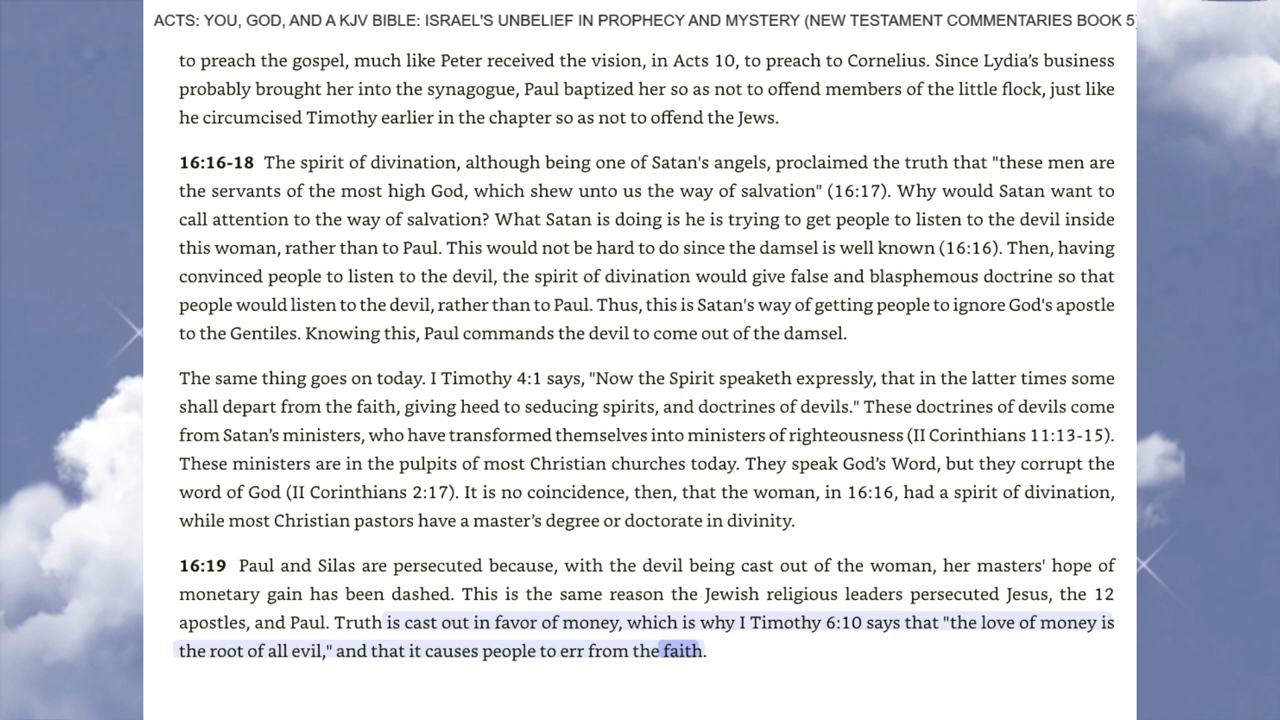 ACTS: YOU, GOD, AND A KJV BIBLE: ISRAEL'S UNBELIEF IN PROPHECY AND MYSTERY (NEW TESTAMENT COMMENTARIES BOOK 5)
to preach the gospel, much like Peter received the vision, in Acts 10, to preach to Cornelius. Since Lydia's business
probably brought her into the synagogue, Paul baptized her so as not to offend members of the little flock, just like
he circumcised Timothy earlier in the chapter so as not to offend the Jews.
16:16-18 The spirit of divination, although being one of Satan's angels, proclaimed the truth that "these men are
the servants of the most high God, which shew unto us the way of salvation" (16:17). Why would Satan want to
call attention to the way of salvation? What Satan is doing is he is trying to get people to listen to the devil inside
this woman, rather than to Paul. This would not be hard to do since the damsel is well known (16:16). Then, having
convinced people to listen to the devil, the spirit of divination would give false and blasphemous doctrine so that
people would listen to the devil, rather than to Paul. Thus, this is Satan's way of getting people to ignore God's apostle
to the Gentiles. Knowing this, Paul commands the devil to come out of the damsel.
The same thing goes on today. I Timothy 4:1 says, "Now the Spirit speaketh expressly, that in the latter times some
shall depart from the faith, giving heed to seducing spirits, and doctrines of devils." These doctrines of devils come
from Satan's ministers, who have transformed themselves into ministers of righteousness (II Corinthians 11:13-15).
These ministers are in the pulpits of most Christian churches today. They speak God's Word, but they corrupt the
word of God (II Corinthians 2:17). It is no coincidence, then, that the woman, in 16:16, had a spirit of divination,
while most Christian pastors have a master's degree or doctorate in divinity.
16:19 Paul and Silas are persecuted because, with the devil being cast out of the woman, her masters' hope of
monetary gain has been dashed. This is the same reason the Jewish religious leaders persecuted Jesus, the 12
apostles, and Paul. Truth is cast out in favor of money, which is why I Timothy 6:10 says that "the love of money is
the root of all evil," and that it causes people to err from the faith.